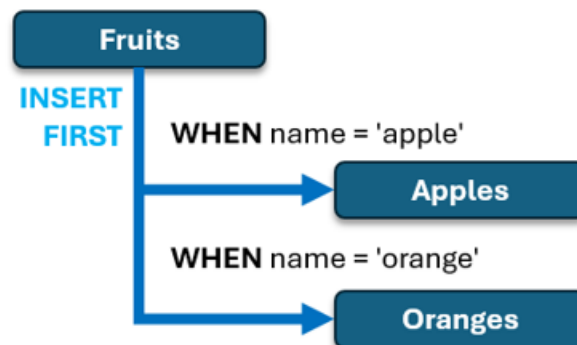 Fruits
INSERT
FIRST
WHEN name = 'apple'
Apples
WHEN name = 'orange'
Oranges